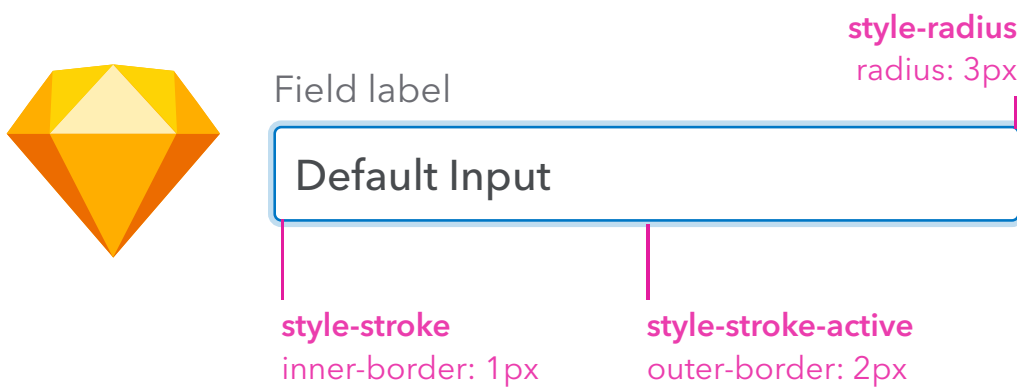 style-radius
radius: 3px
Field label
Default Input
style-stroke
inner-border: 1px
style-stroke-active
outer-border: 2px